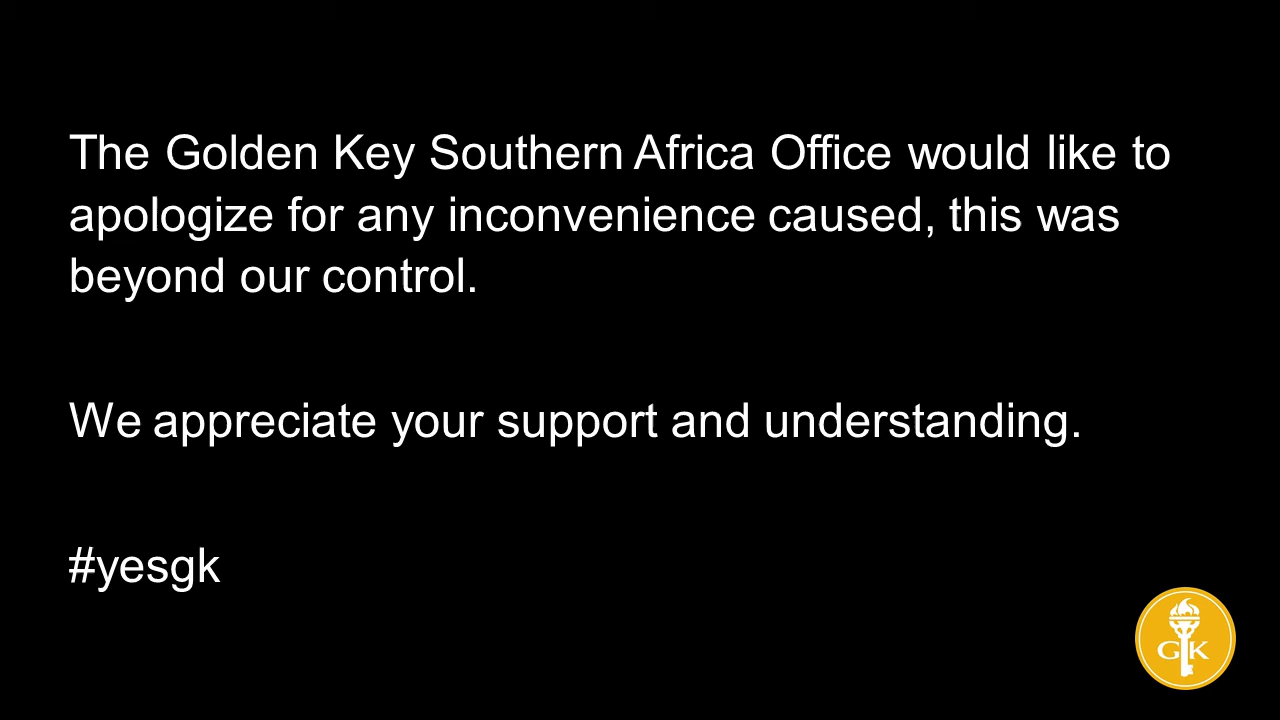 The Golden Key Southern Africa Office would like to
apologize for any inconvenience caused, this was
beyond our control.
We appreciate your support and understanding.
#yesgk
G K